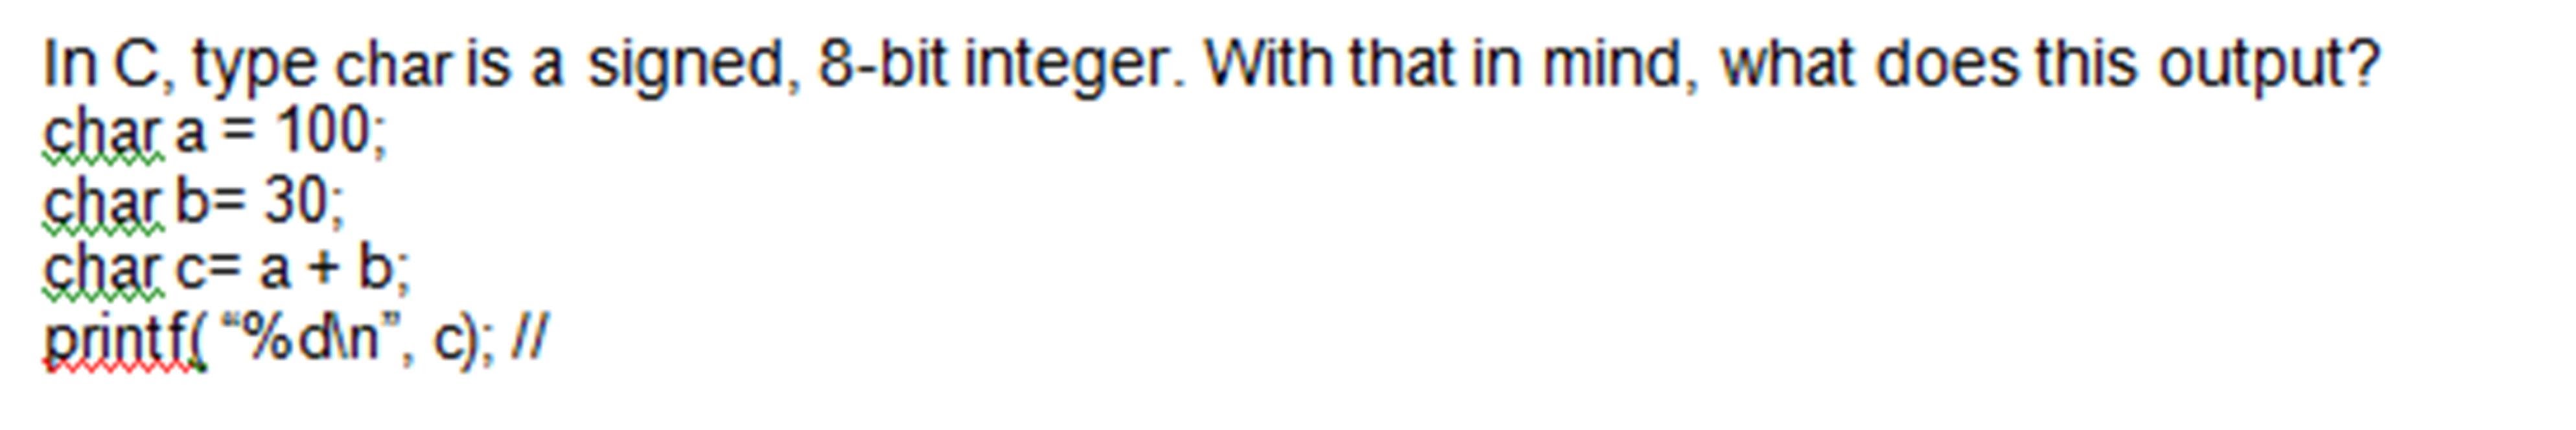 In C, type char is a signed, 8-bit integer. With that in mind, what does this output?
char a = 100;
char b= 30;
char c= a + b;
printf( “%d\n”, c); //